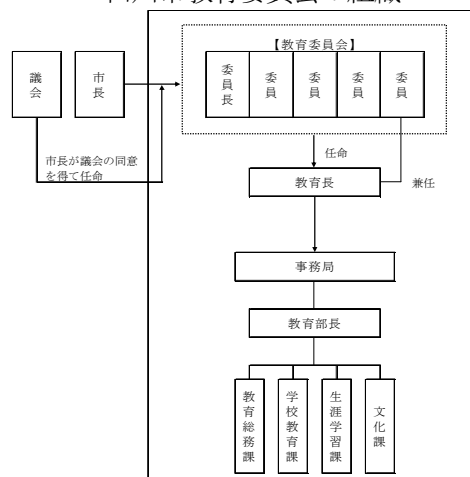 【教育委員会】
議会
市長
委員長
委員
委員
委員
委員
市長が議会の同意
を得て任命
任命
教育長
兼任
事務局
教育部長
教育総務課
学校教育課
生涯学習課
文化課